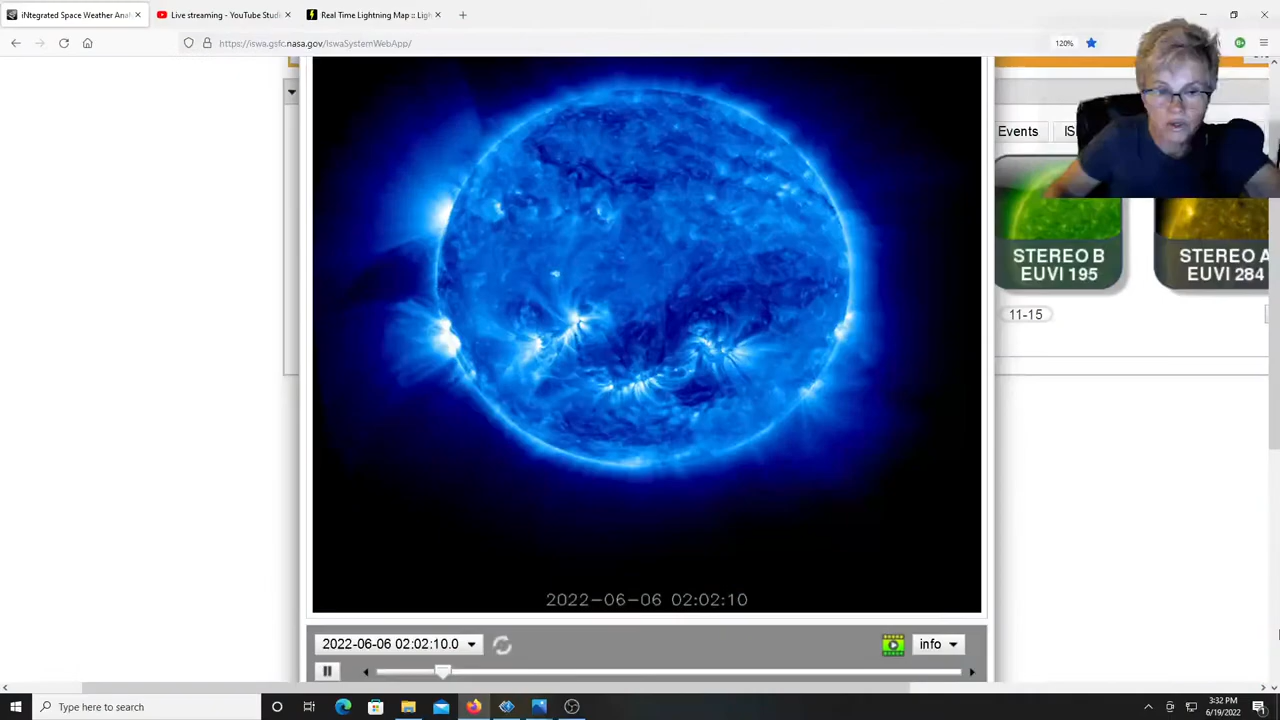 iNtegrated Space Weather Anal
Live streaming - YouTube Studi
Real Time Lightning Map :: Ligh
https://iswa.gsfc.nasa.gov/IswaSystemWebApp/
120%
Events
STEREO B
EUVI 195
STEREO A
EUVI 284
11-15
2022-06-06 02:02:10
2022-06-06 02:02:10.0
info
Type here to search
3:32 PM
6/19/2022